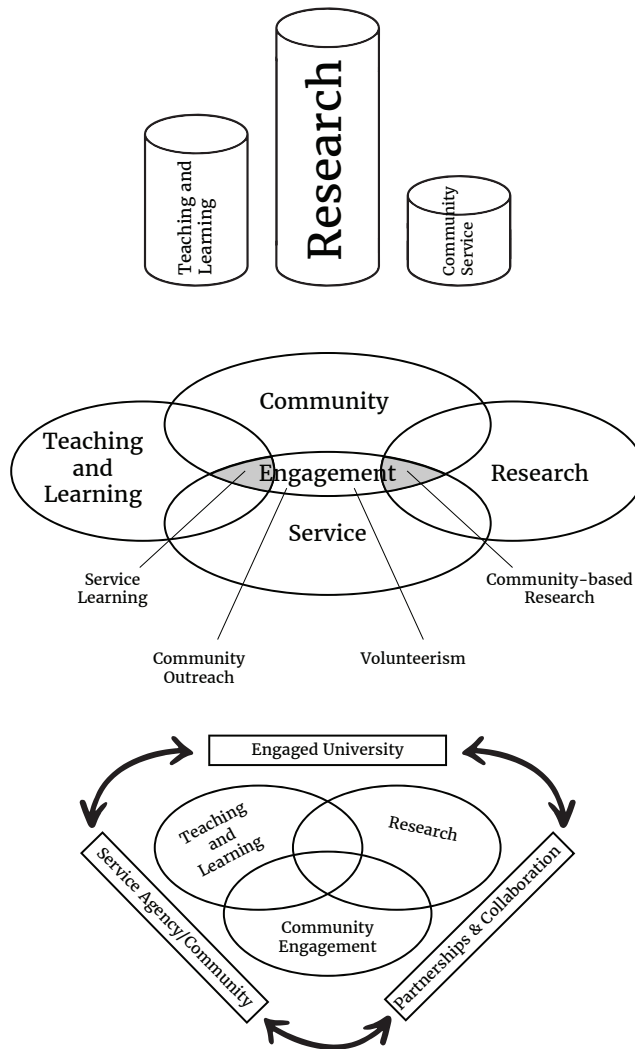 Teaching and
Learning
Research
Community
Service
Community
Teaching
and
Learning
Engagement
Research
Service
Service
Learning
Community-based
Research
Community
Outreach
Volunteerism
Engaged University
Teaching
and
Learning
Research
Service Agency/Community
Partnerships & Collaboration
Community
Engagement